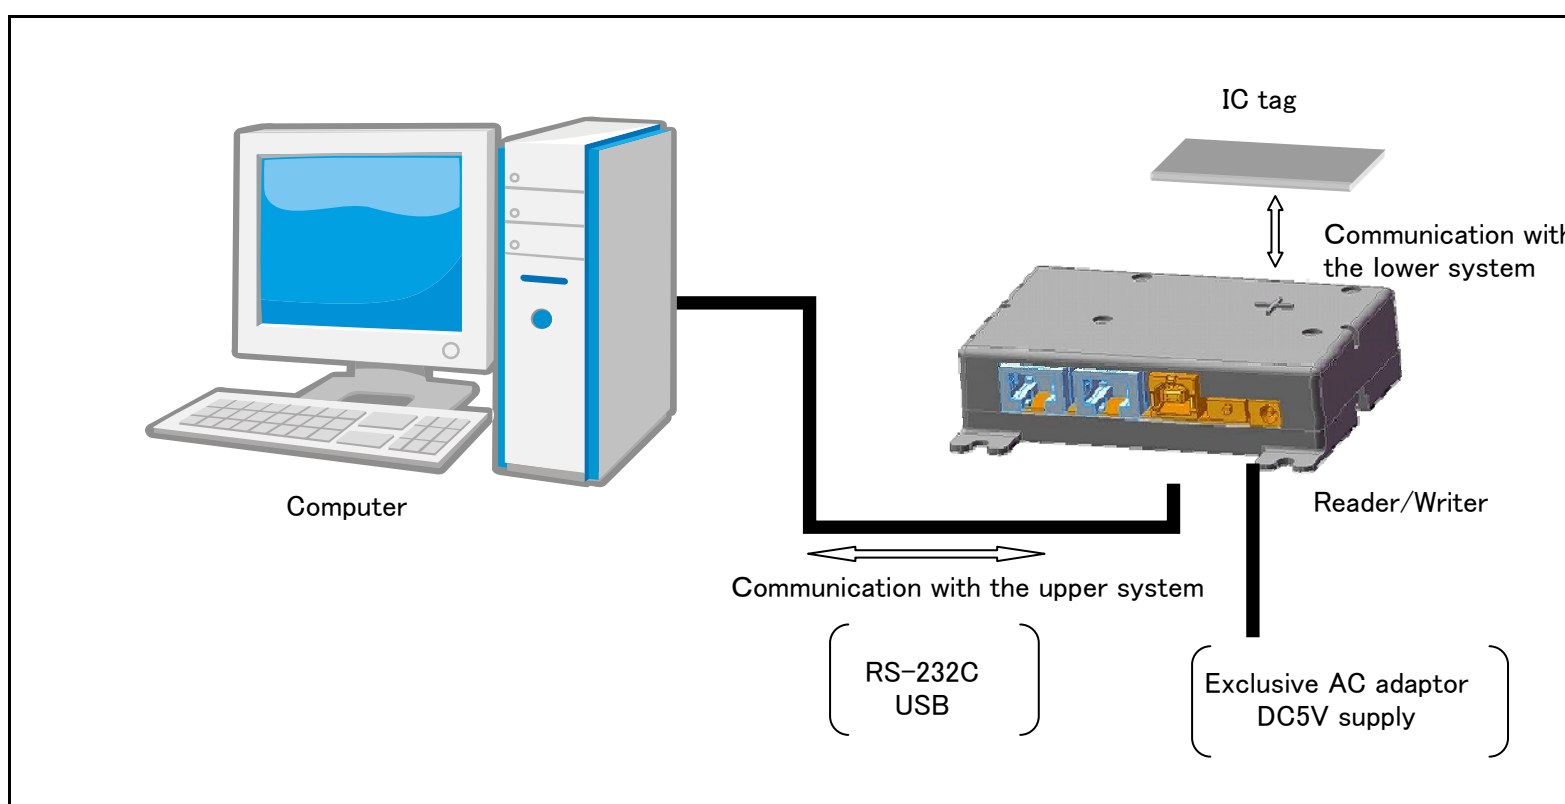 IC tag
Communication with
the lower system
Computer
Reader/Writer
Communication with the upper system
RS-232C
USB
Exclusive AC adaptor
DC5V supply